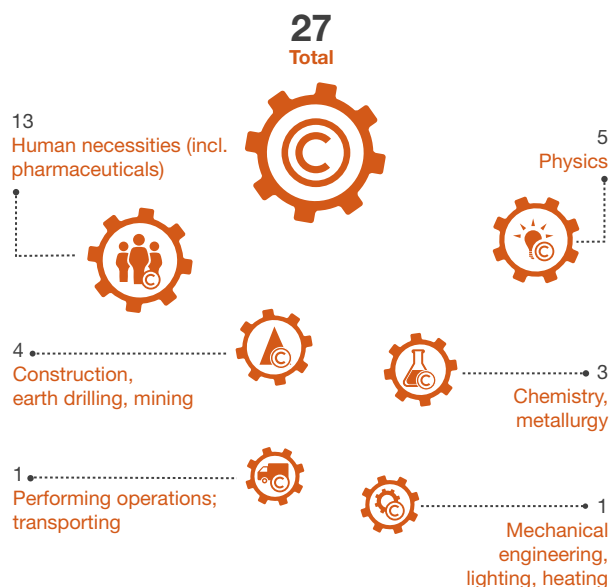 27
Total
13
Human necessities (incl.
pharmaceuticals)
5
Physics
4
Construction,
earth drilling, mining
3
Chemistry,
metallurgy
1
Performing operations;
transporting
1
Mechanical
engineering,
lighting, heating
©
©
©
©
©
©
©